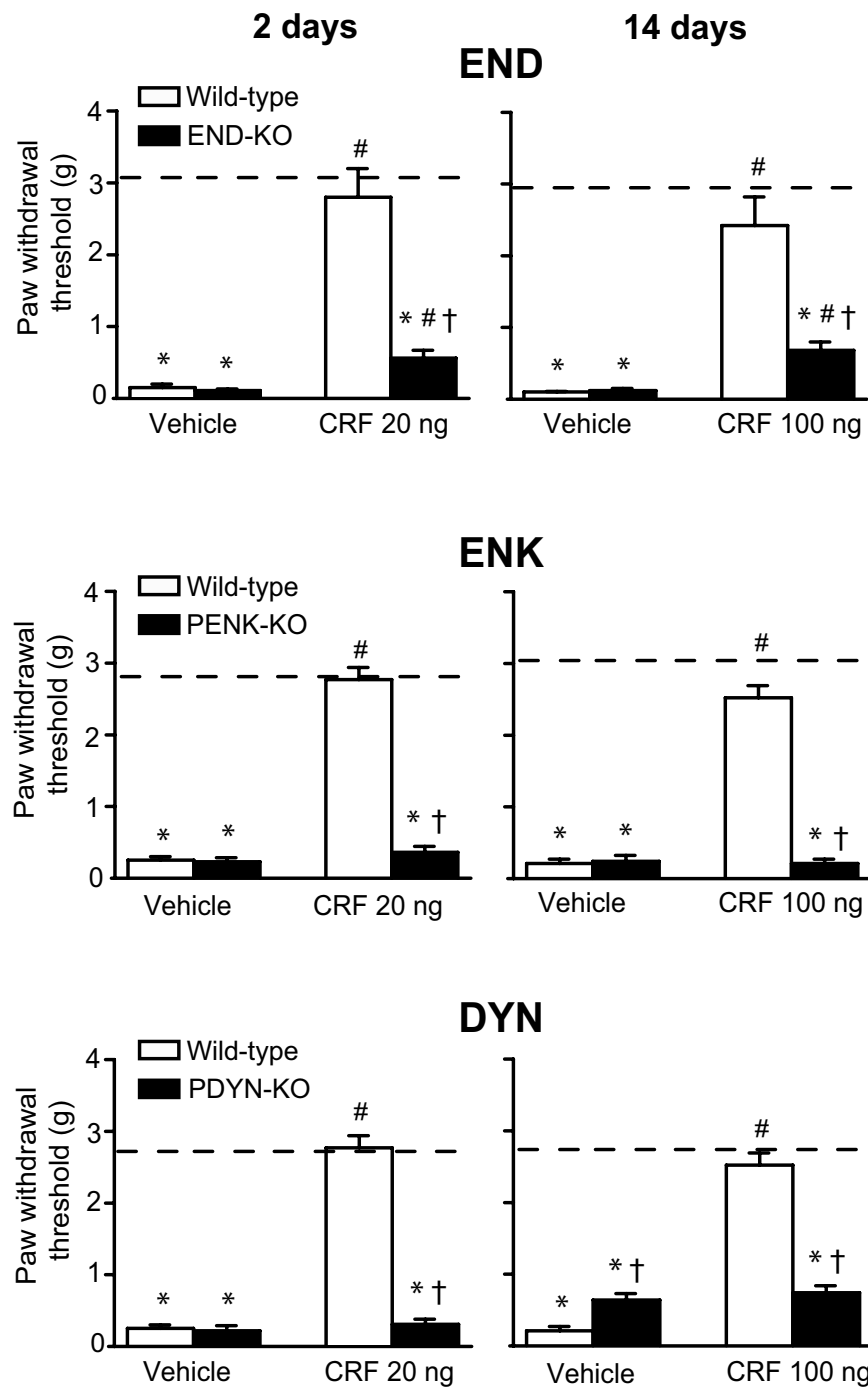 2 days
14 days
END
Wild-type
END-KO
Paw withdrawal
threshold (g)
4
3
2
1
0
#
* # †
*
*
Vehicle
CRF 20 ng
#
* # †
*
*
Vehicle
CRF 100 ng
ENK
Wild-type
PENK-KO
Paw withdrawal
threshold (g)
4
3
2
1
0
#
* †
*
*
Vehicle
CRF 20 ng
#
* †
*
*
Vehicle
CRF 100 ng
DYN
Wild-type
PDYN-KO
Paw withdrawal
threshold (g)
4
3
2
1
0
#
* †
*
*
Vehicle
CRF 20 ng
#
* †
* †
*
Vehicle
CRF 100 ng